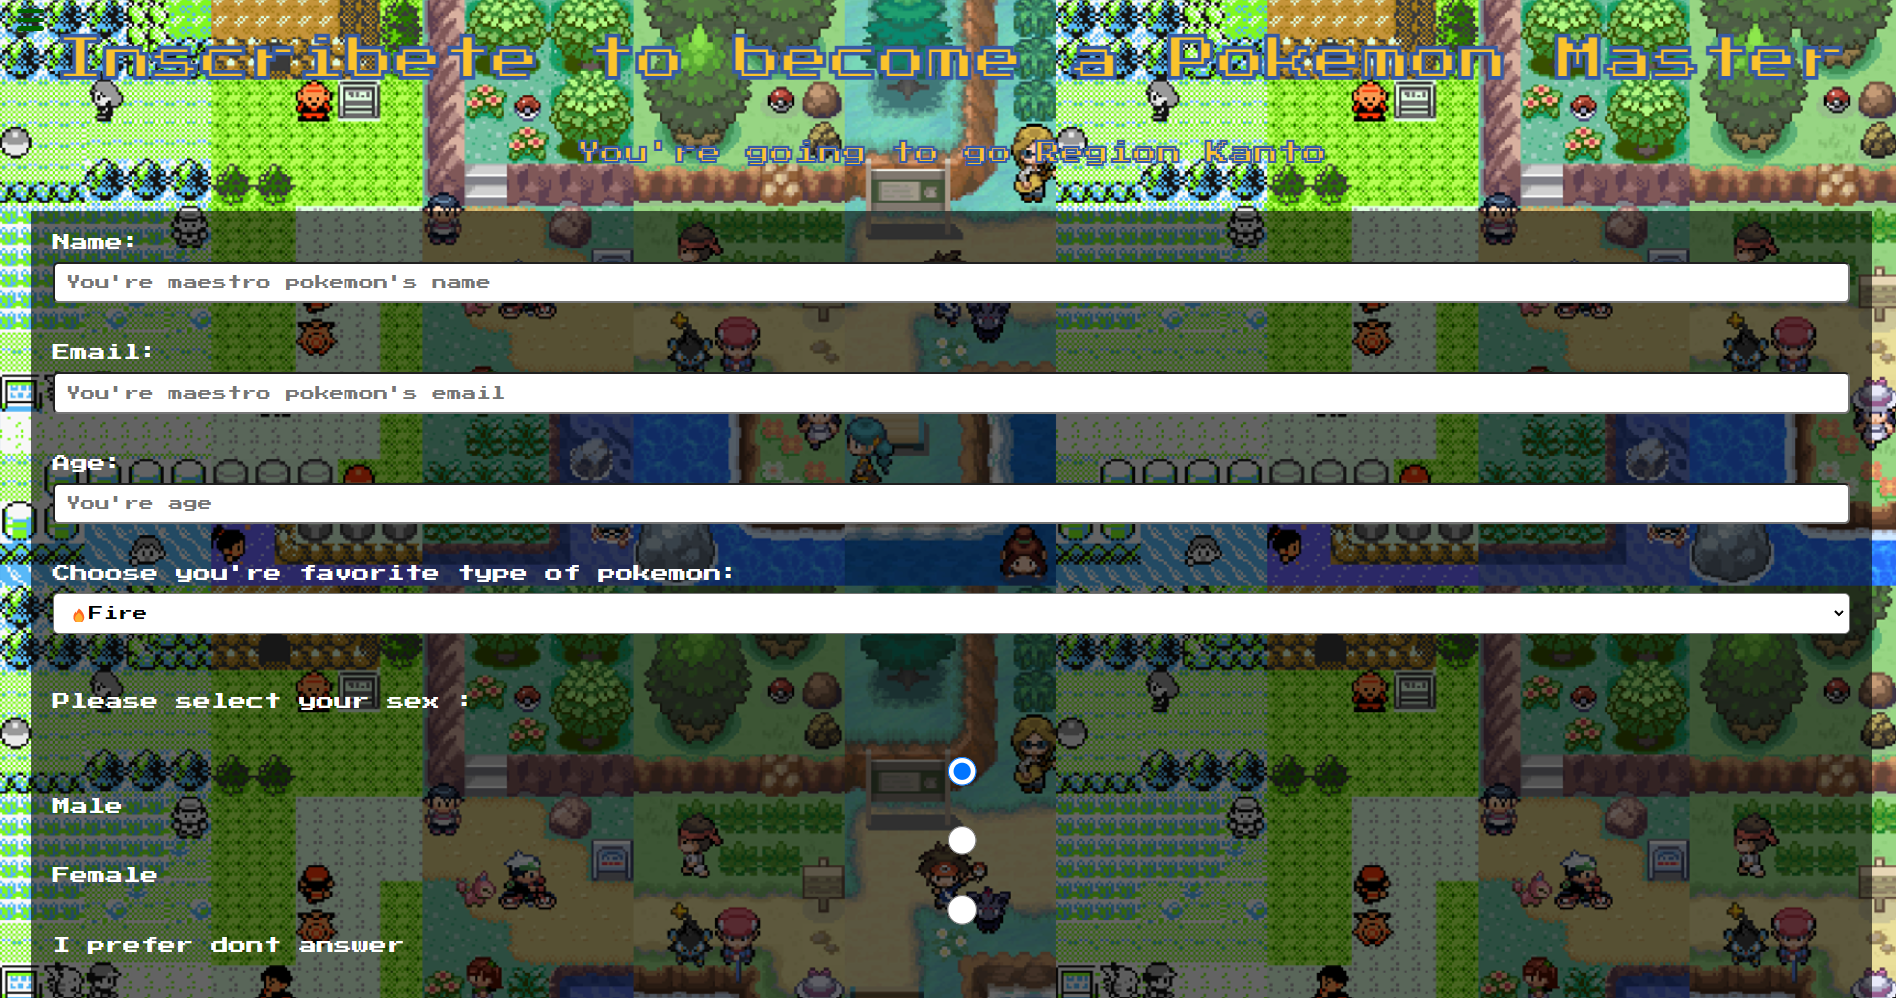 Inscribete to become a Pokemon Master
You're going to go Region Kanto
Name:
You're maestro pokemon's name
Email:
You're maestro pokemon's email
Age:
You're age
Choose you're favorite type of pokemon:
🔥Fire
Please select your sex :
Male
Female
I prefer dont answer